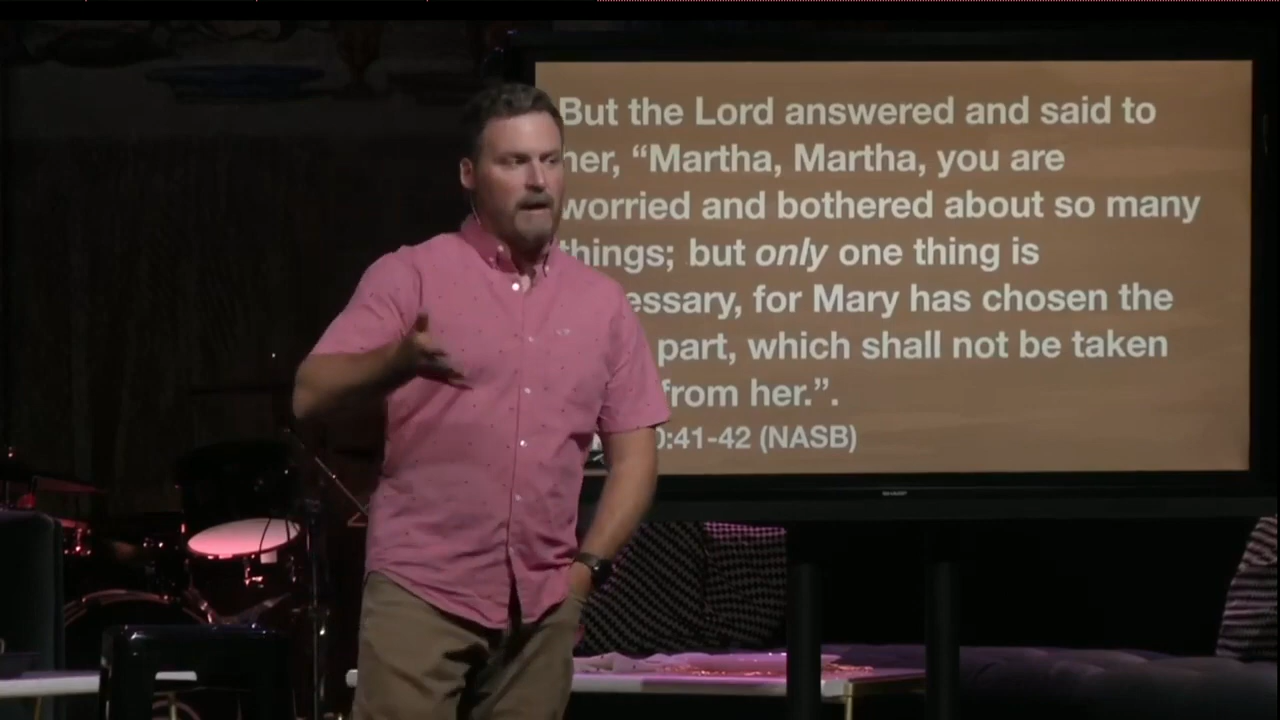 But the Lord answered and said to
her, “Martha, Martha, you are
worried and bothered about so many
things; but only one thing is
essary, for Mary has chosen the
part, which shall not be taken
from her.”.
0:41-42 (NASB)